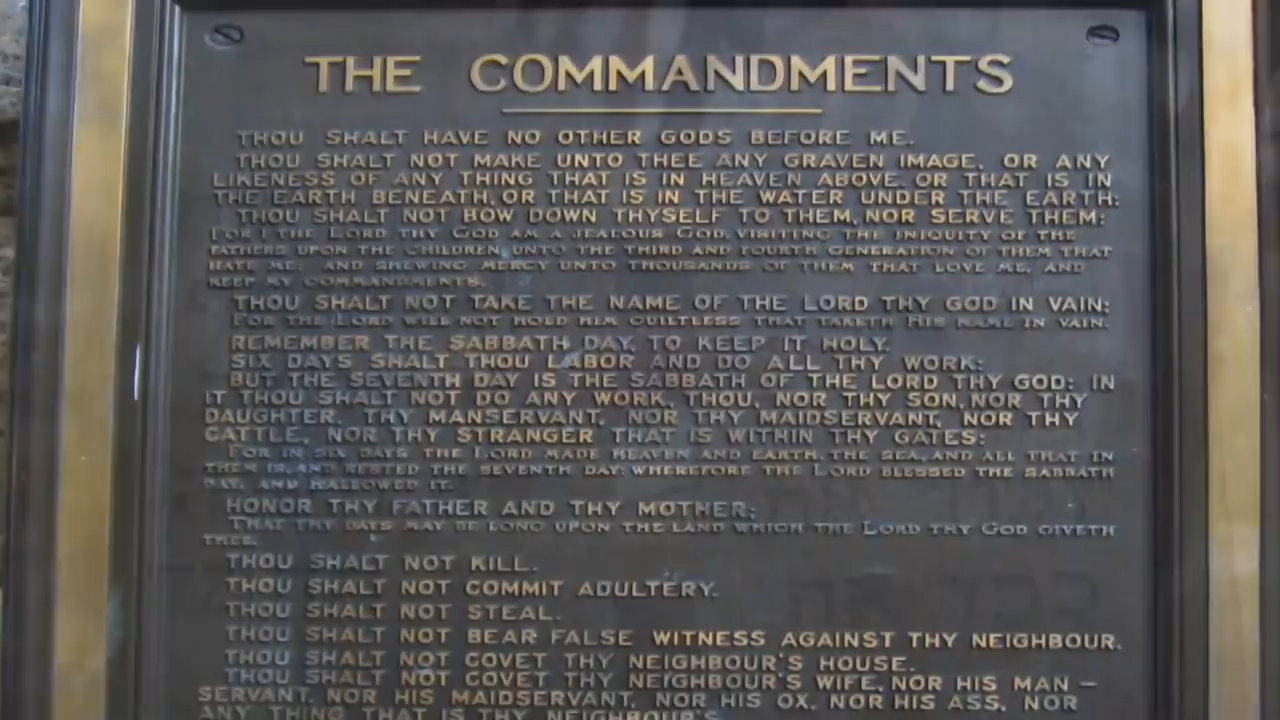 THE COMMANDMENTS
THOU SHALT HAVE NO OTHER GODS BEFORE ME.
THOU SHALT NOT MAKE UNTO THEE ANY GRAVEN IMAGE, OR ANY
LIKENESS OF ANY THING THAT IS IN HEAVEN ABOVE, OR THAT IS IN
THE EARTH BENEATH, OR THAT IS IN THE WATER UNDER THE EARTH:
THOU SHALT NOT BOW DOWN THYSELF TO THEM, NOR SERVE THEM:
FOR I THE LORD THY GOD AM A JEALOUS GOD, VISITING THE INIQUITY OF THE
FATHERS UPON THE CHILDREN UNTO THE THIRD AND FOURTH GENERATION OF THEM THAT
HATE ME: AND SHEWING MERCY UNTO THOUSANDS OF THEM THAT LOVE ME, AND
KEEP MY COMMANDMENTS.
THOU SHALT NOT TAKE THE NAME OF THE LORD THY GOD IN VAIN:
FOR THE LORD WILL NOT HOLD HIM GUILTLESS THAT TAKETH HIS NAME IN VAIN.
REMEMBER THE SABBATH DAY, TO KEEP IT HOLY.
SIX DAYS SHALT THOU LABOR AND DO ALL THY WORK:
BUT THE SEVENTH DAY IS THE SABBATH OF THE LORD THY GOD: IN
IT THOU SHALT NOT DO ANY WORK, THOU, NOR THY SON, NOR THY
DAUGHTER, THY MANSERVANT, NOR THY MAIDSERVANT, NOR THY
CATTLE, NOR THY STRANGER THAT IS WITHIN THY GATES:
FOR IN SIX DAYS THE LORD MADE HEAVEN AND EARTH, THE SEA, AND ALL THAT IN
THEM IS, AND RESTED THE SEVENTH DAY: WHEREFORE THE LORD BLESSED THE SABBATH
DAY, AND HALLOWED IT.
HONOR THY FATHER AND THY MOTHER:
THAT THY DAYS MAY BE LONG UPON THE LAND WHICH THE LORD THY GOD GIVETH
THEE.
THOU SHALT NOT KILL.
THOU SHALT NOT COMMIT ADULTERY.
THOU SHALT NOT STEAL.
THOU SHALT NOT BEAR FALSE WITNESS AGAINST THY NEIGHBOUR.
THOU SHALT NOT COVET THY NEIGHBOUR'S HOUSE.
THOU SHALT NOT COVET THY NEIGHBOUR'S WIFE, NOR HIS MAN –
SERVANT, NOR HIS MAIDSERVANT, NOR HIS OX, NOR HIS ASS, NOR
ANY THING THAT IS THY NEIGHBOUR'S